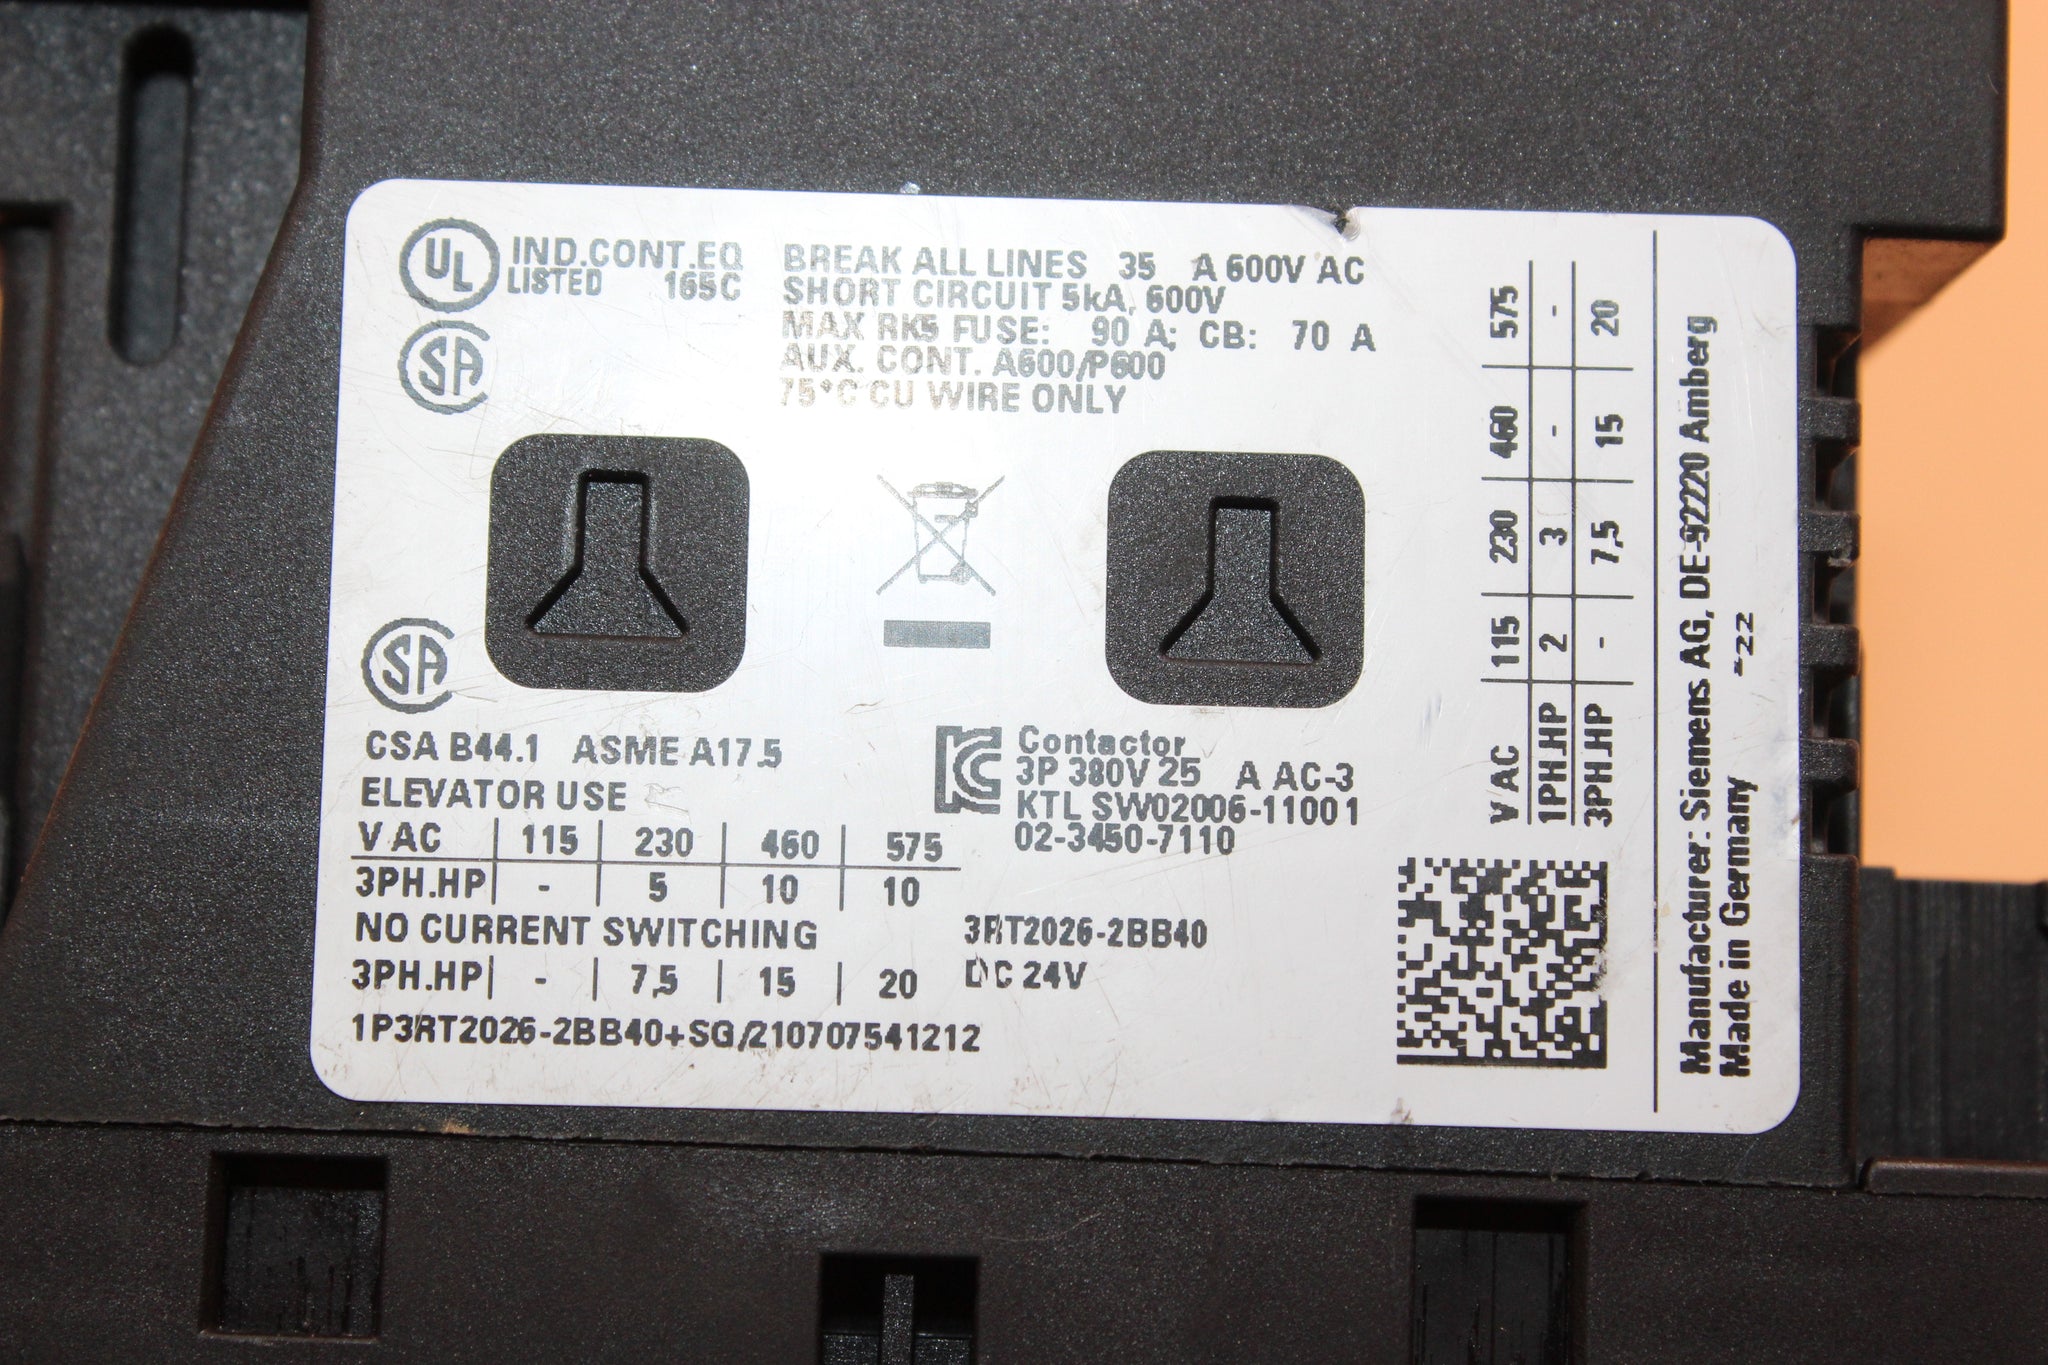 UL IND.CONT.EQ
LISTED 165C
SA
BREAK ALL LINES 35 A 600V AC
SHORT CIRCUIT 5kA, 600V
MAX RK5 FUSE: 90 A; CB: 70 A
AUX. CONT. A600/P600
75°C CU WIRE ONLY
SA
CSA B44.1 ASME A17.5
ELEVATOR USE
V AC | 115 | 230 | 460 | 575
3PH.HP | - | 5 | 10 | 10
NO CURRENT SWITCHING
3PH.HP | - | 7,5 | 15 | 20
1P3RT2026-2BB40+SG/210707541212
KC Contactor
3P 380V 25 A AC-3
KTL SW02006-11001
02-3450-7110
3RT2026-2BB40
DC 24V
V AC | 115 | 230 | 460 | 575
1PH.HP | 2 | 3 | - | -
3PH.HP | - | 7,5 | 15 | 20
Manufacturer: Siemens AG, DE-92220 Amberg
Made in Germany